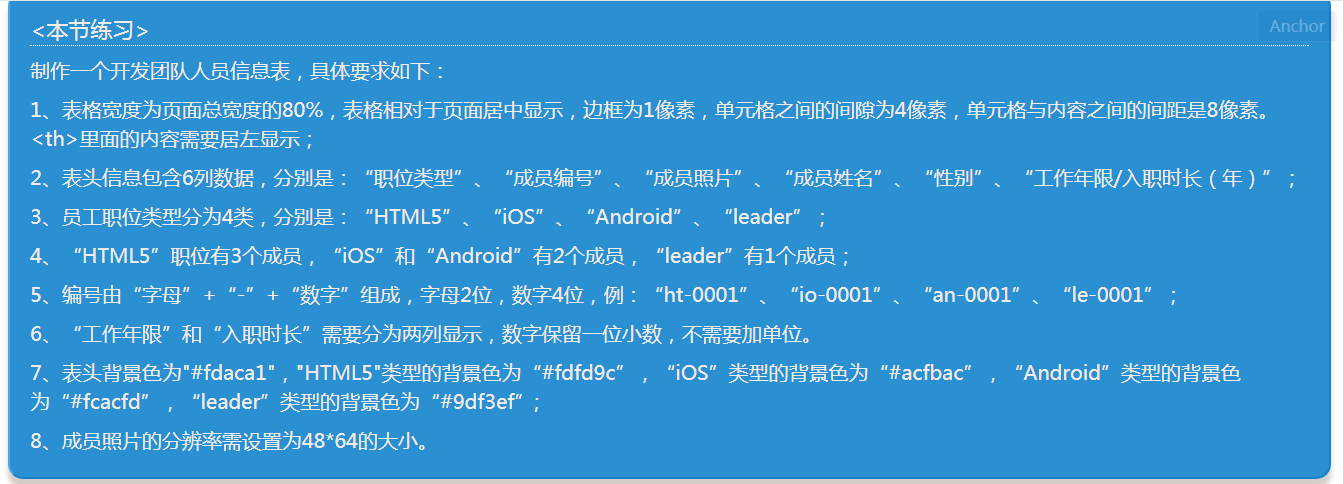 <本节练习>
Anchor
制作一个开发团队人员信息表，具体要求如下：
1、表格宽度为页面总宽度的80%，表格相对于页面居中显示，边框为1像素，单元格之间的间隙为4像素，单元格与内容之间的间距是8像素。
<th>里面的内容需要居左显示；
2、表头信息包含6列数据，分别是：“职位类型”、“成员编号”、“成员照片”、“成员姓名”、“性别”、“工作年限/入职时长（年）”；
3、员工职位类型分为4类，分别是：“HTML5”、“iOS”、“Android”、“leader”；
4、“HTML5”职位有3个成员，“iOS”和“Android”有2个成员，“leader”有1个成员；
5、编号由“字母”+“-”+“数字”组成，字母2位，数字4位，例：“ht-0001”、“io-0001”、“an-0001”、“le-0001”；
6、“工作年限”和“入职时长”需要分为两列显示，数字保留一位小数，不需要加单位。
7、表头背景色为"#fdaca1"，"HTML5"类型的背景色为“#fdfd9c”，“iOS”类型的背景色为“#acfbac”，“Android”类型的背景色
为“#fcacfd”，“leader”类型的背景色为“#9df3ef”;
8、成员照片的分辨率需设置为48*64的大小。